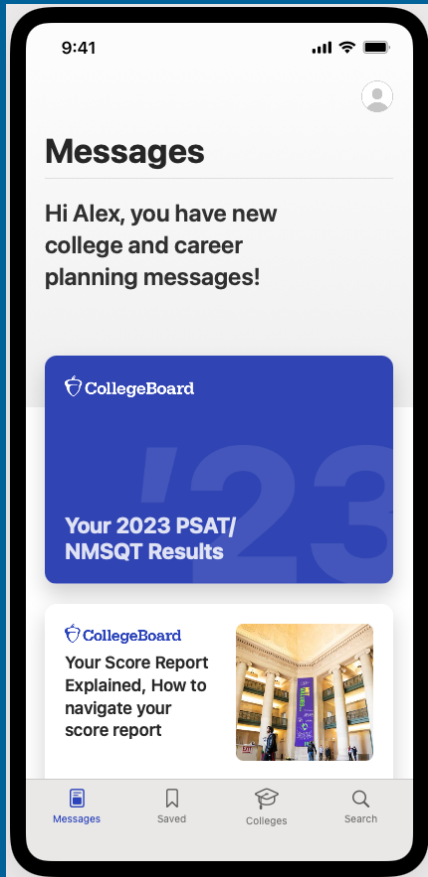 9:41
Messages
Hi Alex, you have new
college and career
planning messages!
CollegeBoard
'23
Your 2023 PSAT/
NMSQT Results
CollegeBoard
Your Score Report
Explained, How to
navigate your
score report
Messages
Saved
Colleges
Search